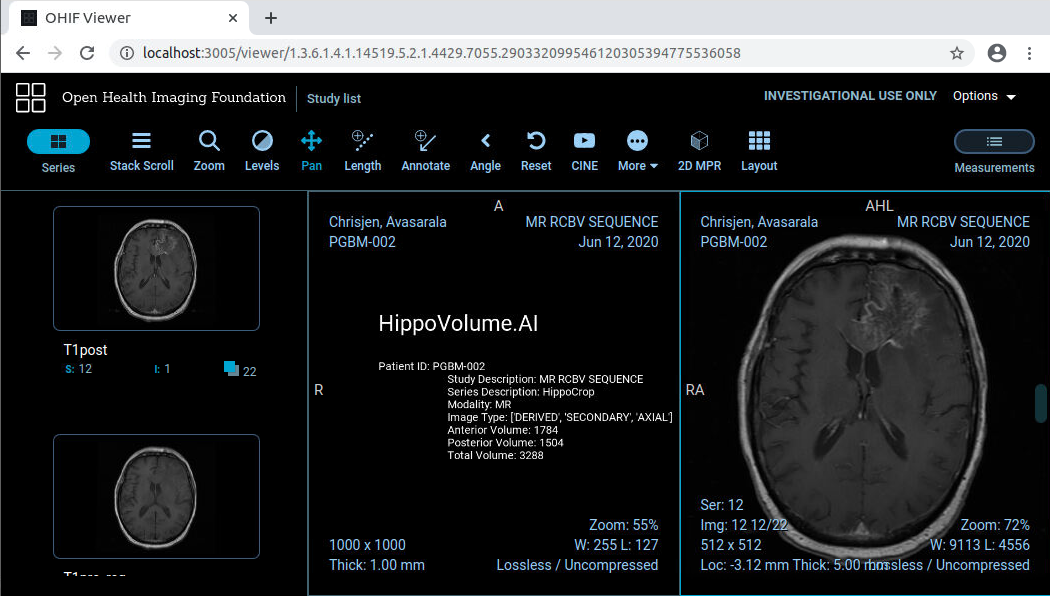 OHIF Viewer
localhost:3005/viewer/1.3.6.1.4.1.14519.5.2.1.4429.7055.290332099546120305394775536058
Open Health Imaging Foundation
Study list
INVESTIGATIONAL USE ONLY
Options
Series
Stack Scroll
Zoom
Levels
Pan
Length
Annotate
Angle
Reset
CINE
More
2D MPR
Layout
Measurements
T1post
S: 12
I: 1
22
A
Chrisjen, Avasarala
MR RCBV SEQUENCE
PGBM-002
Jun 12, 2020
HippoVolume.AI
Patient ID: PGBM-002
Study Description: MR RCBV SEQUENCE
Series Description: HippoCrop
Modality: MR
Image Type: ['DERIVED', 'SECONDARY', 'AXIAL']
Anterior Volume: 1784
Posterior Volume: 1504
Total Volume: 3288
R
Zoom: 55%
1000 x 1000
W: 255 L: 127
Thick: 1.00 mm
Lossless / Uncompressed
AHL
Chrisjen, Avasarala
MR RCBV SEQUENCE
PGBM-002
Jun 12, 2020
RA
Ser: 12
Img: 12 12/22
Zoom: 72%
512 x 512
W: 9113 L: 4556
Loc: -3.12 mm Thick: 5.00 mm
Lossless / Uncompressed